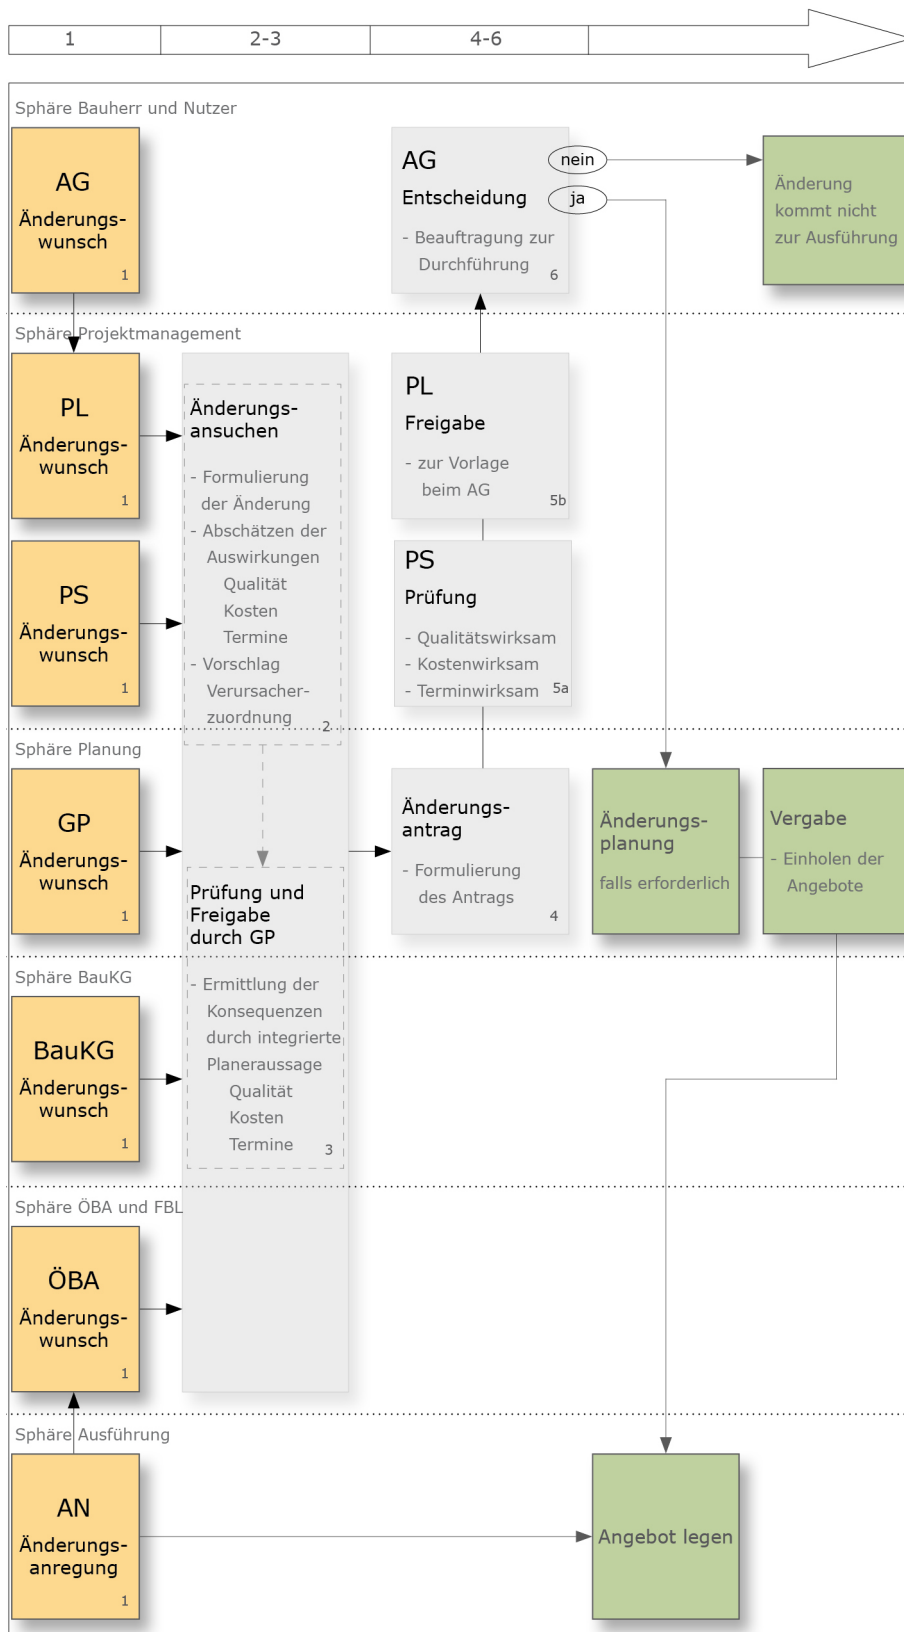 1
2-3
4-6
Sphäre Bauherr und Nutzer
AG
Änderungs-
wunsch
1
AG
Entscheidung
- Beauftragung zur
Durchführung
6
nein
ja
Änderung
kommt nicht
zur Ausführung
Sphäre Projektmanagement
PL
Änderungs-
wunsch
1
PS
Änderungs-
wunsch
1
Änderungs-
ansuchen
- Formulierung
der Änderung
- Abschätzen der
Auswirkungen
Qualität
Kosten
Termine
- Vorschlag
Verursacher-
zuordnung
2
PL
Freigabe
- zur Vorlage
beim AG
5b
PS
Prüfung
- Qualitätswirksam
- Kostenwirksam
- Terminwirksam
5a
Sphäre Planung
GP
Änderungs-
wunsch
1
Prüfung und
Freigabe
durch GP
- Ermittlung der
Konsequenzen
durch integrierte
Planeraussage
Qualität
Kosten
Termine
3
Änderungs-
antrag
- Formulierung
des Antrags
4
Änderungs-
planung
falls erforderlich
Vergabe
- Einholen der
Angebote
Sphäre BauKG
BauKG
Änderungs-
wunsch
1
Sphäre ÖBA und FBL
ÖBA
Änderungs-
wunsch
1
Sphäre Ausführung
AN
Änderungs-
anregung
1
Angebot legen